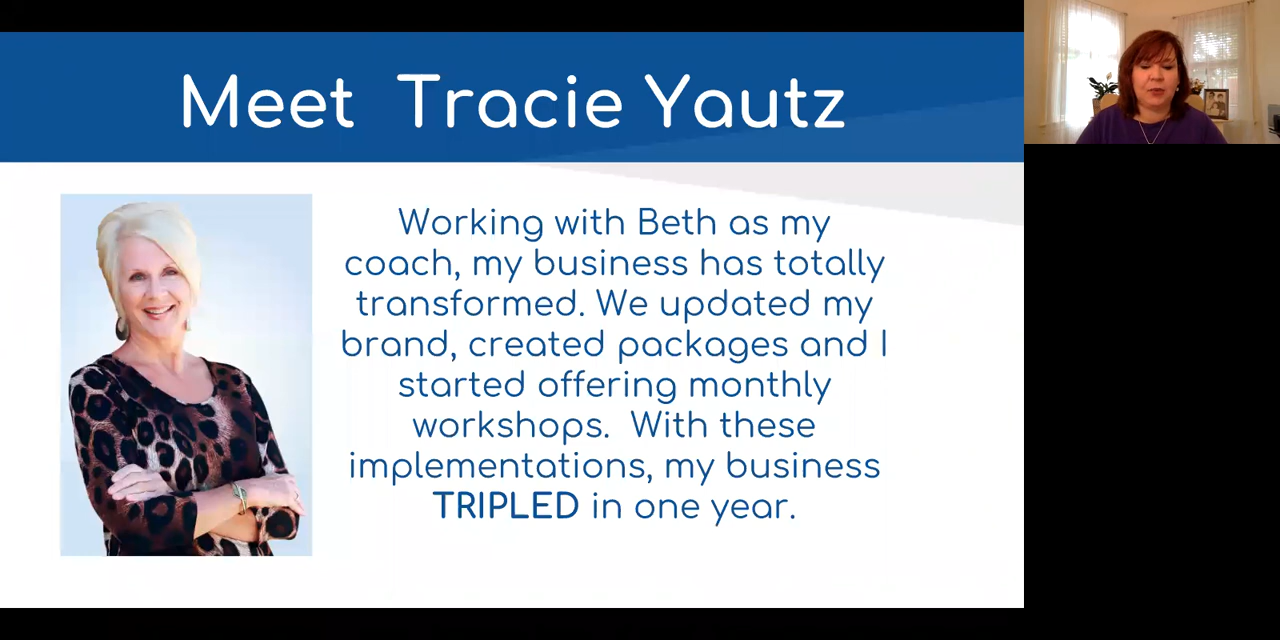 Meet Tracie Yautz
Working with Beth as my
coach, my business has totally
transformed. We updated my
brand, created packages and I
started offering monthly
workshops. With these
implementations, my business
TRIPLED in one year.